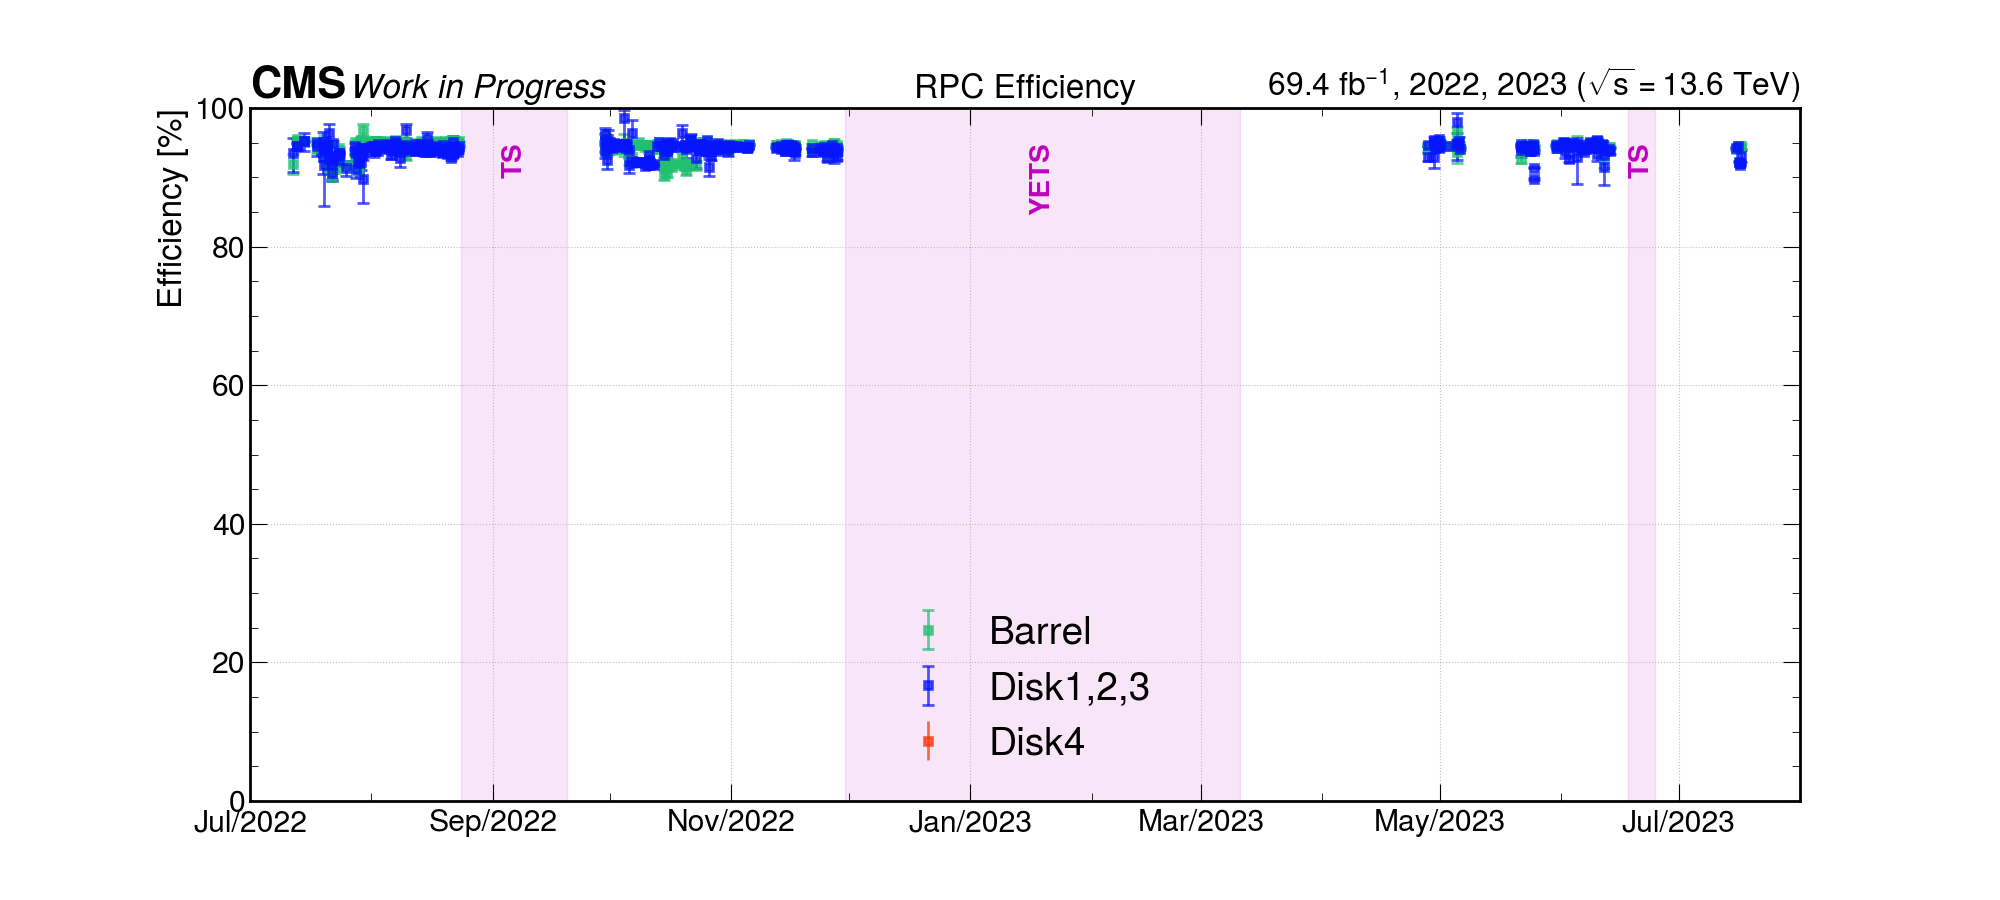 CMS Work in Progress RPC Efficiency 69.4 fb⁻¹, 2022, 2023 (√s = 13.6 TeV)
Efficiency [%]
100
80
60
40
20
0
TS
YETS
TS
Barrel
Disk1,2,3
Disk4
Jul/2022 Sep/2022 Nov/2022 Jan/2023 Mar/2023 May/2023 Jul/2023